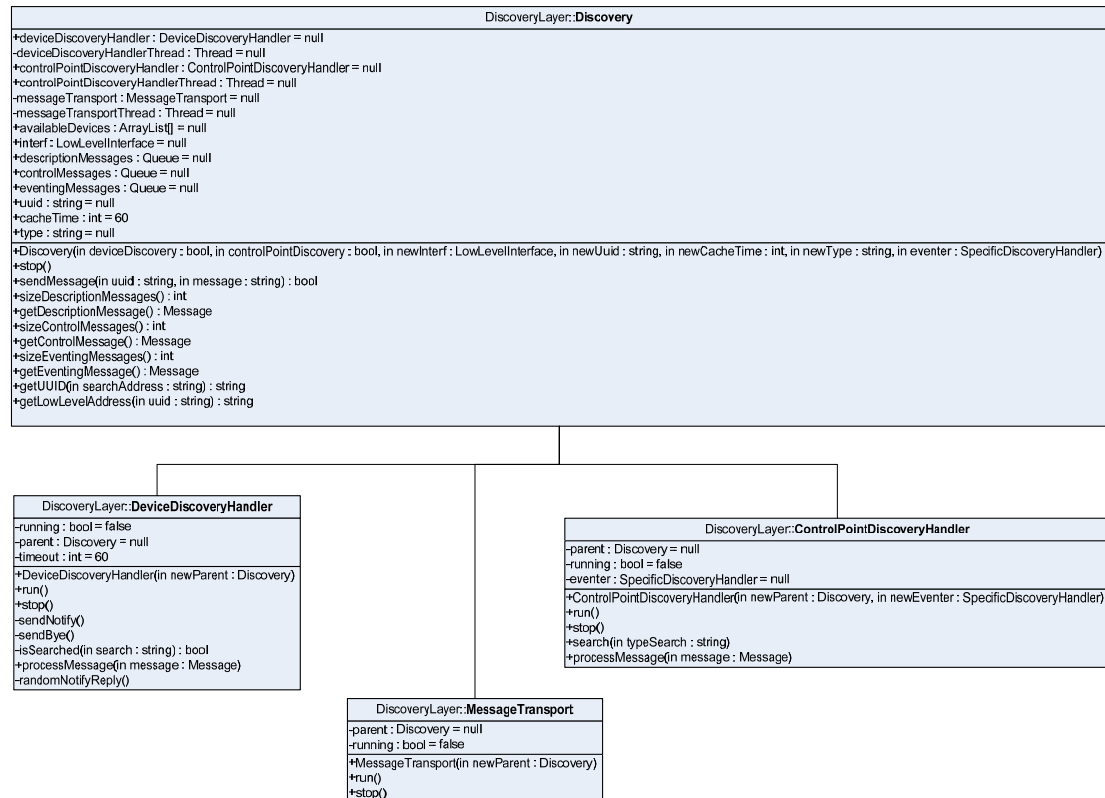 DiscoveryLayer::Discovery
+deviceDiscoveryHandler : DeviceDiscoveryHandler = null
-deviceDiscoveryHandlerThread : Thread = null
+controlPointDiscoveryHandler : ControlPointDiscoveryHandler = null
+controlPointDiscoveryHandlerThread : Thread = null
-messageTransport : MessageTransport = null
-messageTransportThread : Thread = null
+availableDevices : ArrayList[] = null
+interf : LowLevelInterface = null
+descriptionMessages : Queue = null
+controlMessages : Queue = null
+eventingMessages : Queue = null
+uuid : string = null
+cacheTime : int = 60
+type : string = null
+Discovery(in deviceDiscovery : bool, in controlPointDiscovery : bool, in newInterf : LowLevelInterface, in newUuid : string, in newCacheTime : int, in newType : string, in eventer : SpecificDiscoveryHandler)
+stop()
+sendMessage(in uuid : string, in message : string) : bool
+sizeDescriptionMessages() : int
+getDescriptionMessage() : Message
+sizeControlMessages() : int
+getControlMessage() : Message
+sizeEventingMessages() : int
+getEventingMessage() : Message
+getUUID(in searchAddress : string) : string
+getLowLevelAddress(in uuid : string) : string
DiscoveryLayer::DeviceDiscoveryHandler
-running : bool = false
-parent : Discovery = null
-timeout : int = 60
+DeviceDiscoveryHandler(in newParent : Discovery)
+run()
+stop()
-sendNotify()
-sendBye()
-isSearched(in search : string) : bool
+processMessage(in message : Message)
-randomNotifyReply()
DiscoveryLayer::ControlPointDiscoveryHandler
-parent : Discovery = null
-running : bool = false
-eventer : SpecificDiscoveryHandler = null
+ControlPointDiscoveryHandler(in newParent : Discovery, in newEventer : SpecificDiscoveryHandler)
+run()
+stop()
+search(in typeSearch : string)
+processMessage(in message : Message)
DiscoveryLayer::MessageTransport
-parent : Discovery = null
-running : bool = false
+MessageTransport(in newParent : Discovery)
+run()
+stop()